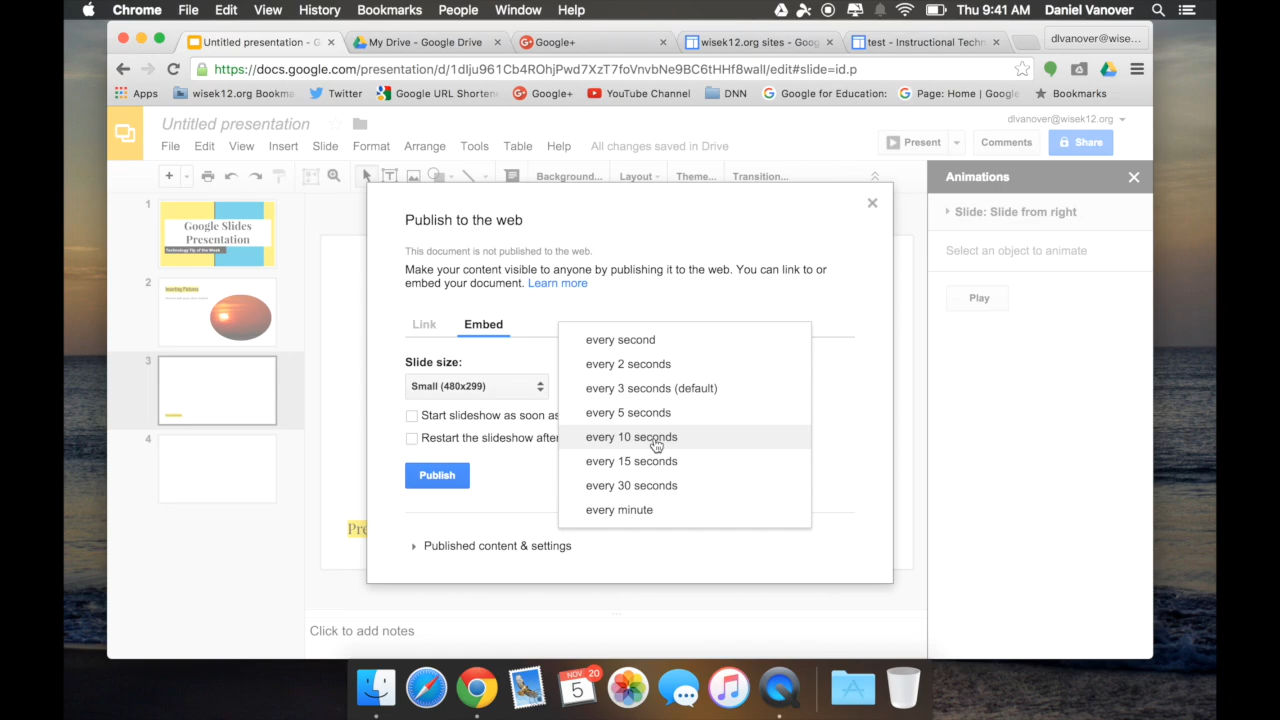 Chrome File Edit View History Bookmarks People Window Help Thu 9:41 AM Daniel Vanover
Untitled presentation - G My Drive - Google Drive Google+ wisek12.org sites - Goog test - Instructional Techn dlvanover@wise...
https://docs.google.com/presentation/d/1dIju961Cb4ROhjPwd7XzT7foVnvbNe9BC6tHHf8wall/edit#slide=id.p
Apps wisek12.org Bookma Twitter Google URL Shortene Google+ YouTube Channel DNN Google for Education: Page: Home | Google Bookmarks
Untitled presentation
dlvanover@wisek12.org
File Edit View Insert Slide Format Arrange Tools Table Help All changes saved in Drive
Present Comments Share
Background... Layout Theme... Transition...
Animations
Slide: Slide from right
Select an object to animate
Play
1
Google Slides
Presentation
Technology Tip of the Week
2
Inserting Pictures
3
4
Publish to the web
This document is not published to the web.
Make your content visible to anyone by publishing it to the web. You can link to or
embed your document. Learn more
Link Embed
Slide size:
Small (480x299)
Start slideshow as soon as
Restart the slideshow after
Publish
Published content & settings
every second
every 2 seconds
every 3 seconds (default)
every 5 seconds
every 10 seconds
every 15 seconds
every 30 seconds
every minute
Pre
Click to add notes
NOV 20
5